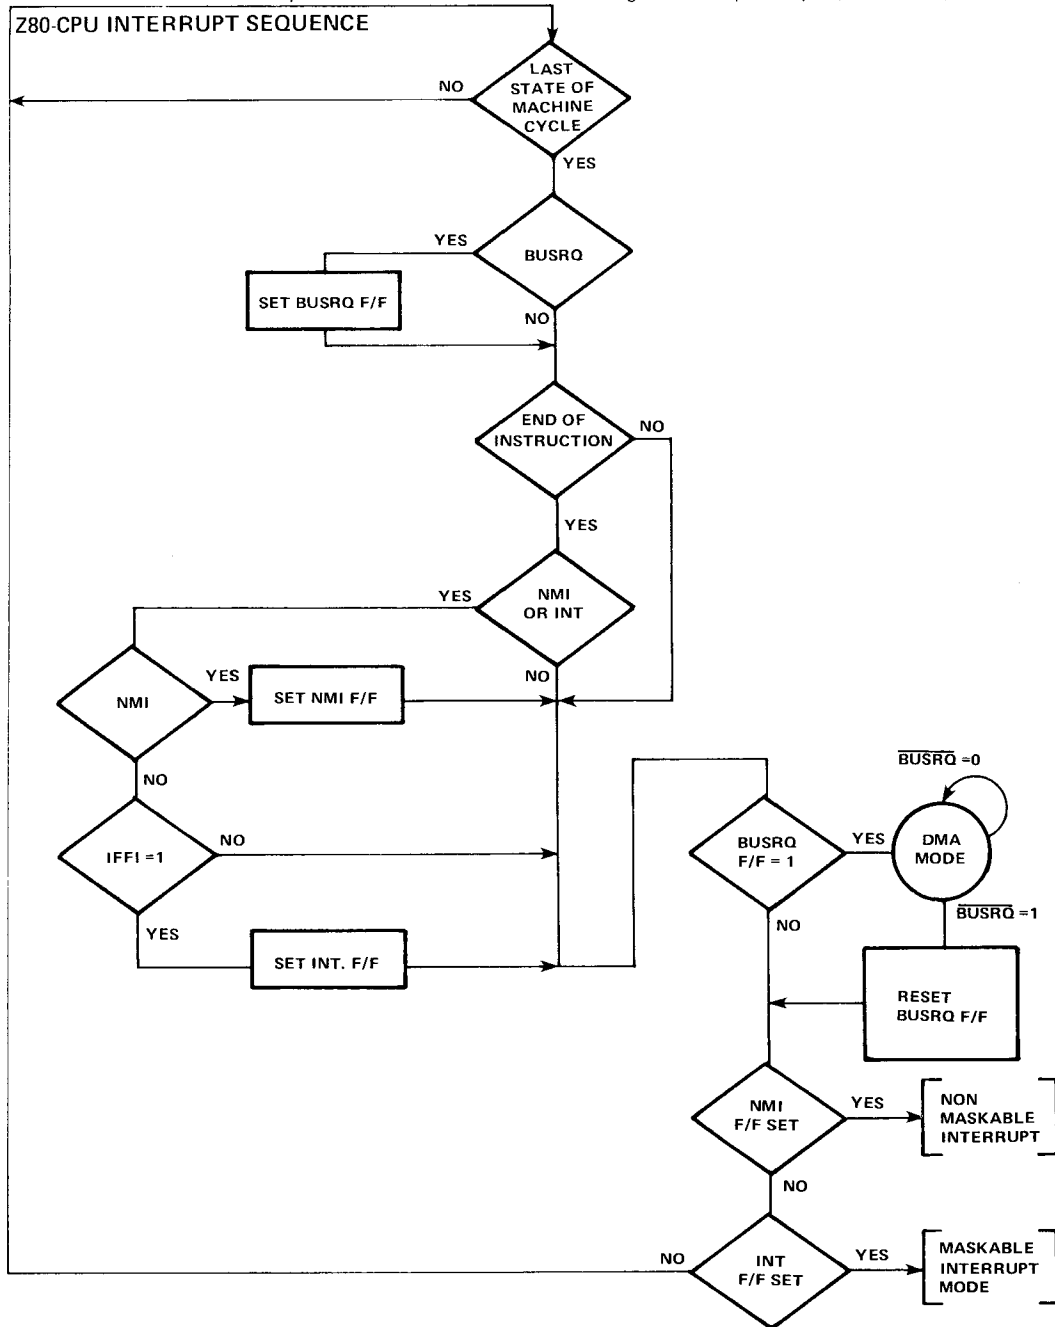 Z80-CPU INTERRUPT SEQUENCE
LAST
STATE OF
MACHINE
CYCLE
NO
YES
BUSRQ
YES
SET BUSRQ F/F
NO
END OF
INSTRUCTION
NO
YES
NMI
OR INT
YES
NO
NMI
YES
SET NMI F/F
NO
IFFI =1
NO
YES
SET INT. F/F
BUSRQ
F/F = 1
YES
BUSRQ =0
DMA
MODE
BUSRQ =1
NO
RESET
BUSRQ F/F
NMI
F/F SET
YES
NON
MASKABLE
INTERRUPT
NO
INT
F/F SET
NO
YES
MASKABLE
INTERRUPT
MODE